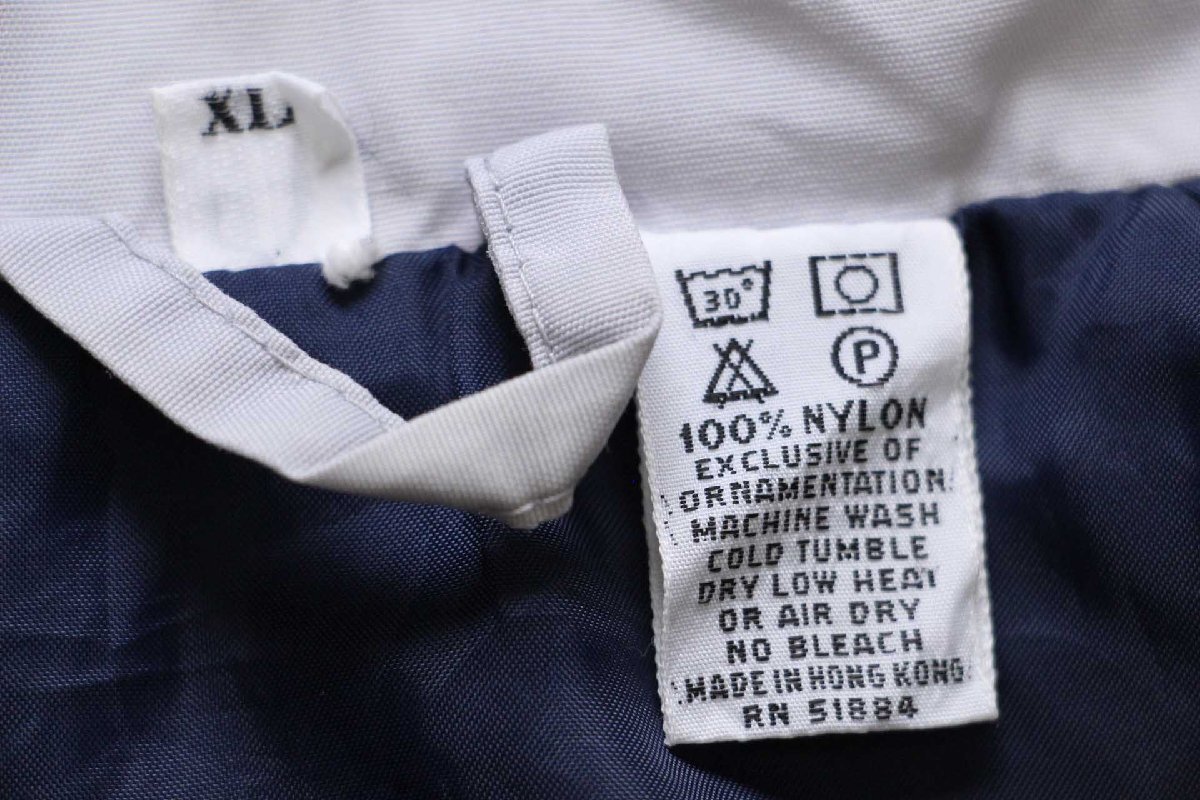 XL
30°
P
100% NYLON
EXCLUSIVE OF
ORNAMENTATION
MACHINE WASH
COLD TUMBLE
DRY LOW HEAT
OR AIR DRY
NO BLEACH
MADE IN HONG KONG
RN 51884